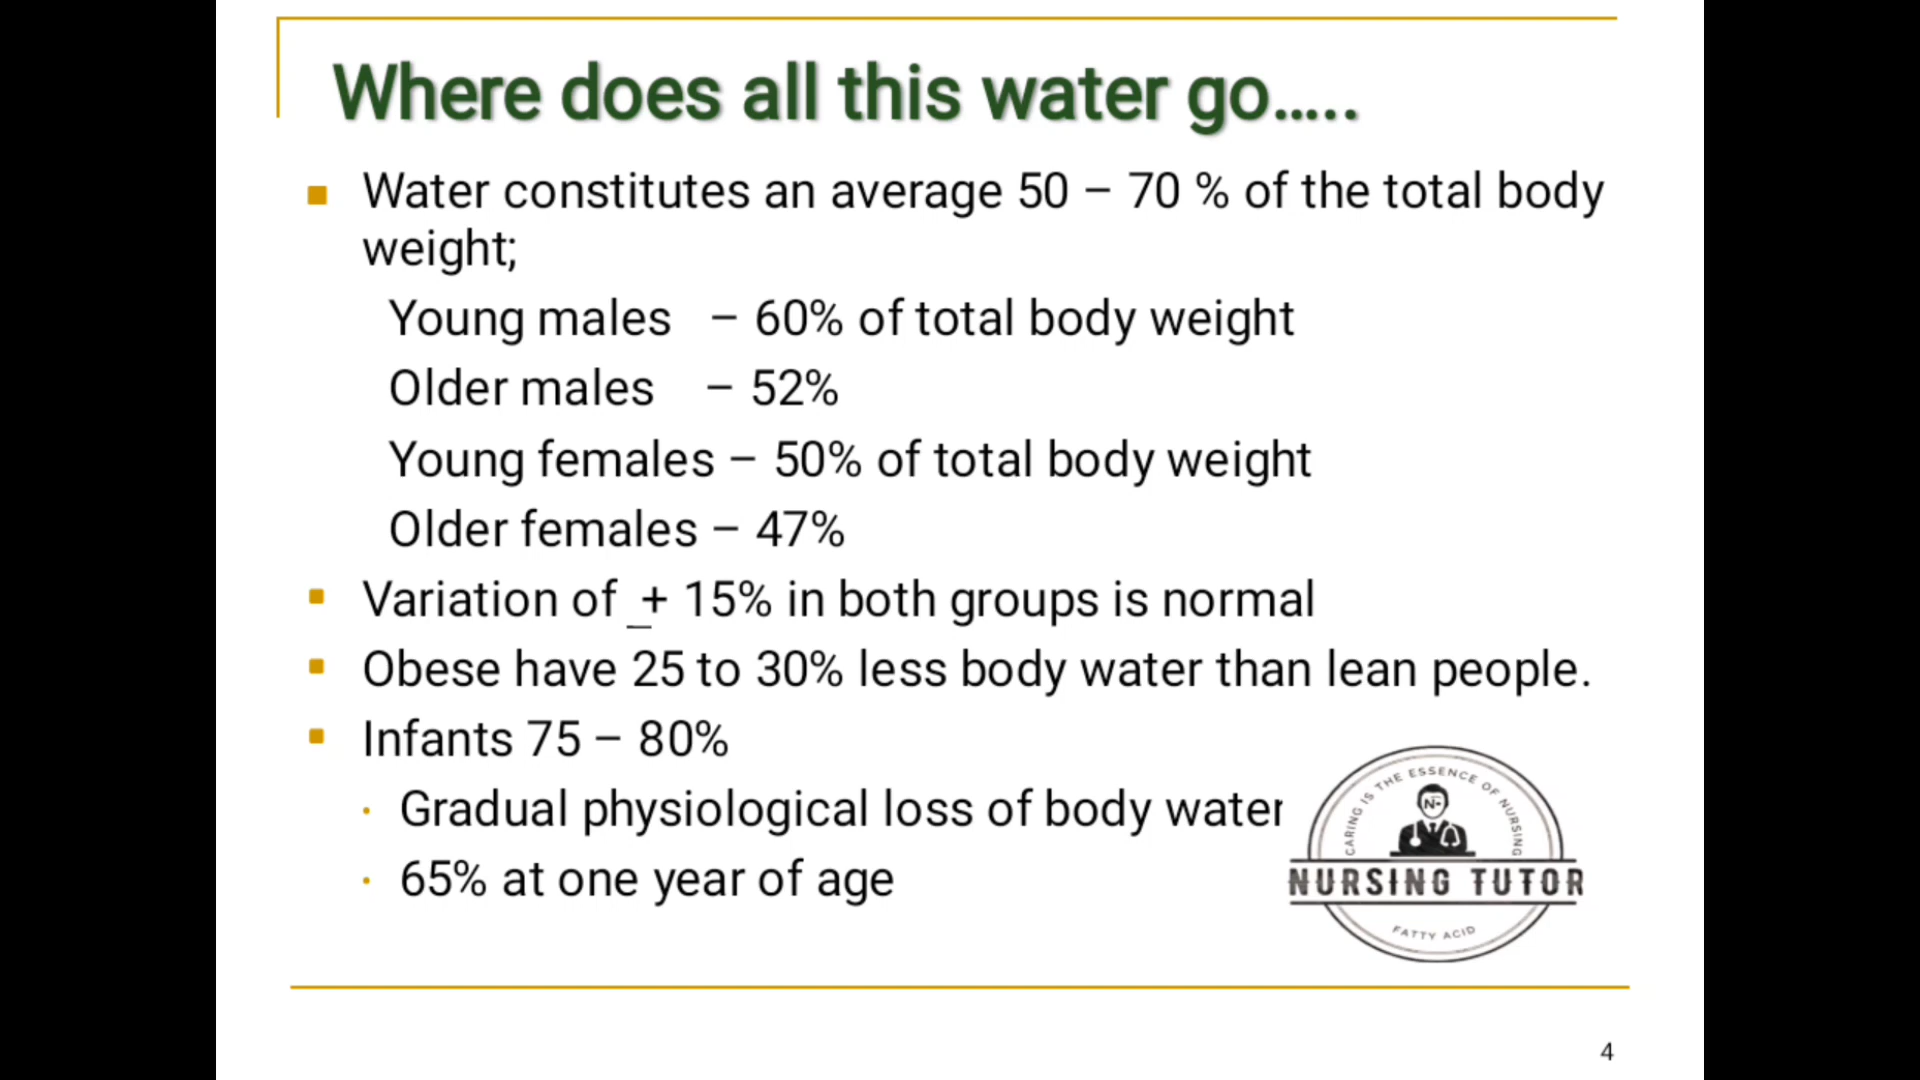 Where does all this water go.....
Water constitutes an average 50 – 70 % of the total body
weight;
Young males – 60% of total body weight
Older males – 52%
Young females – 50% of total body weight
Older females – 47%
Variation of _+ 15% in both groups is normal
Obese have 25 to 30% less body water than lean people.
Infants 75 – 80%
Gradual physiological loss of body water
65% at one year of age
CARING IS THE ESSENCE OF NURSING
N-
NURSING TUTOR
FATTY ACID
4